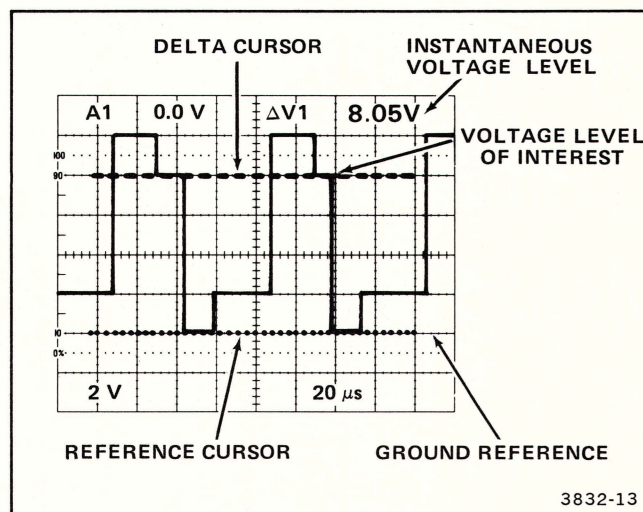 DELTA CURSOR
INSTANTANEOUS
VOLTAGE LEVEL
A1 0.0 V ΔV1 8.05V
VOLTAGE LEVEL
OF INTEREST
100
90
10
0%
2 V 20 μs
REFERENCE CURSOR
GROUND REFERENCE
3832-13